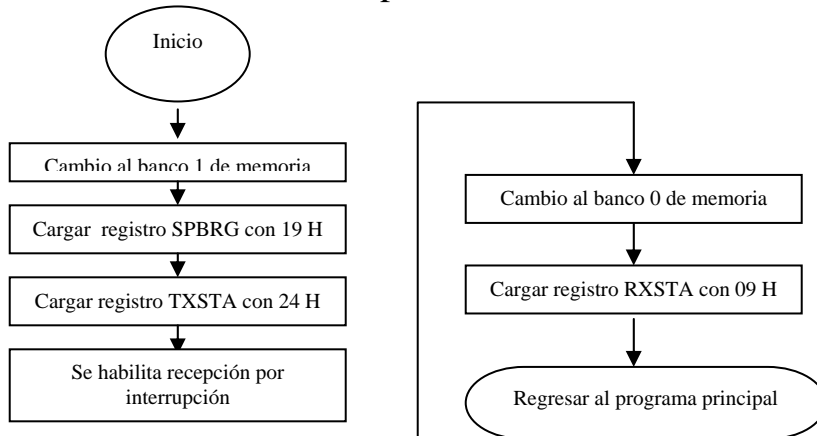 Inicio
Cambio al banco 1 de memoria
Cargar registro SPBRG con 19 H
Cargar registro TXSTA con 24 H
Se habilita recepción por
interrupción
Cambio al banco 0 de memoria
Cargar registro RXSTA con 09 H
Regresar al programa principal